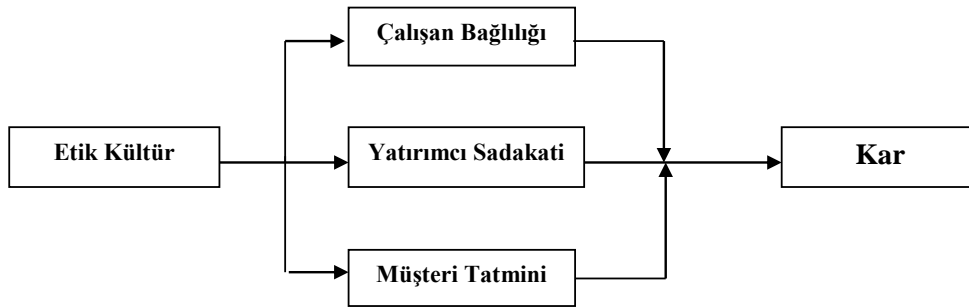 Çalışan Bağlılığı
Etik Kültür
Yatırımcı Sadakati
Kar
Müşteri Tatmini